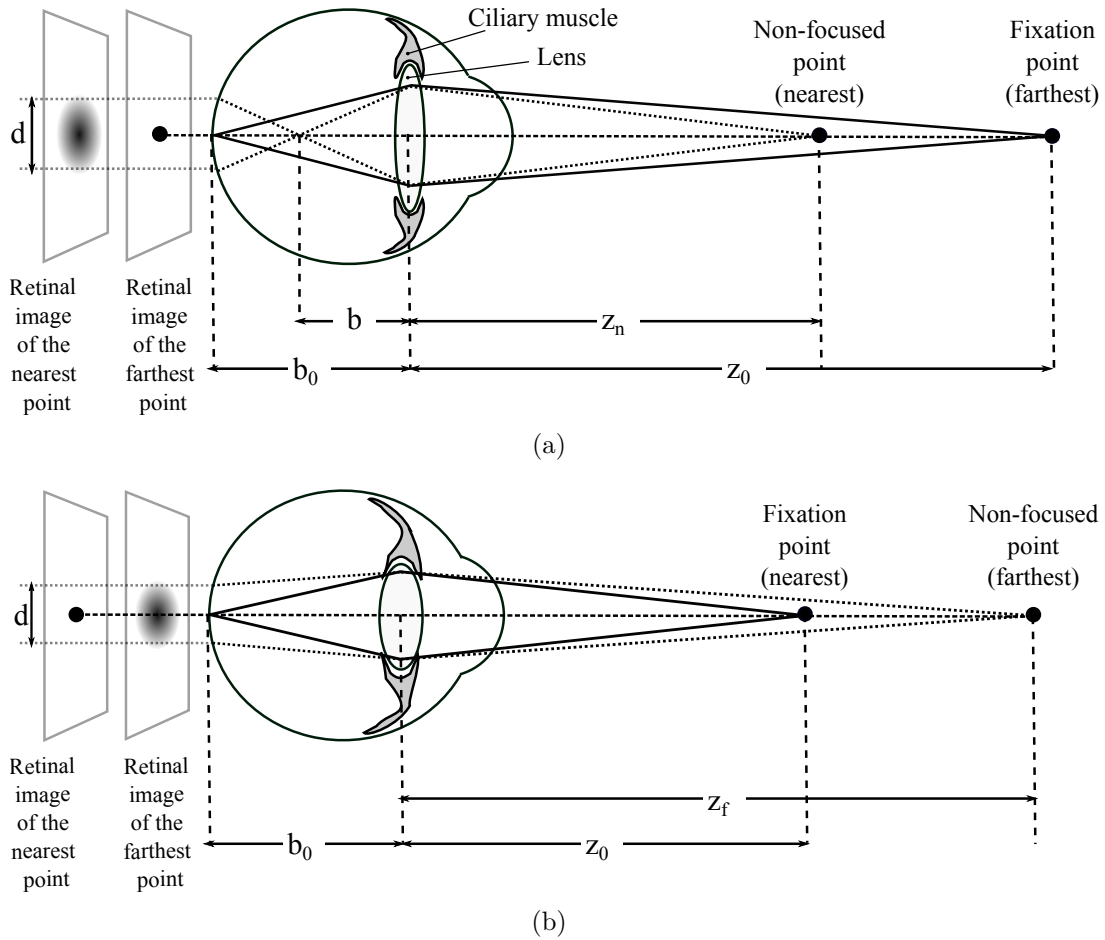 Ciliary muscle
Lens
Non-focused
point
(nearest)
Fixation
point
(farthest)
d
Retinal
image
of the
nearest
point
Retinal
image
of the
farthest
point
b
zn
b0
z0
(a)
Fixation
point
(nearest)
Non-focused
point
(farthest)
d
Retinal
image
of the
nearest
point
Retinal
image
of the
farthest
point
zf
b0
z0
(b)